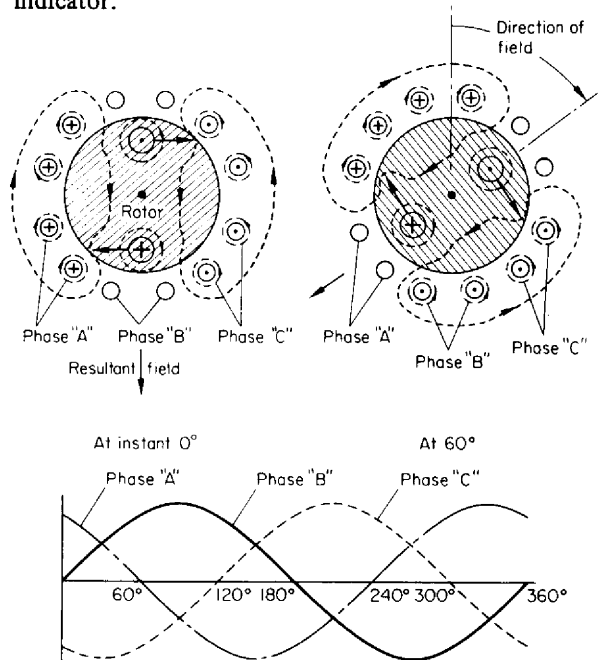 indicator.
Direction of
field
Rotor
Phase "A" Phase "B" Phase "C"
Resultant field
Phase "A"
Phase "B"
Phase "C"
At instant 0° At 60°
Phase "A" Phase "B" Phase "C"
60° 120° 180° 240° 300° 360°